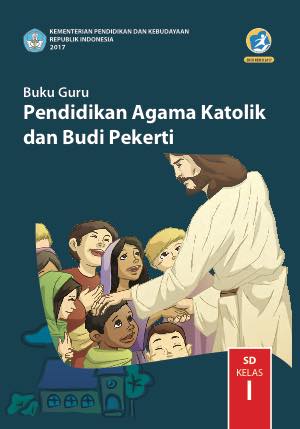 KEMENTERIAN PENDIDIKAN DAN KEBUDAYAAN
REPUBLIK INDONESIA
2017
Buku Guru
Pendidikan Agama Katolik
dan Budi Pekerti
SD
KELAS
I